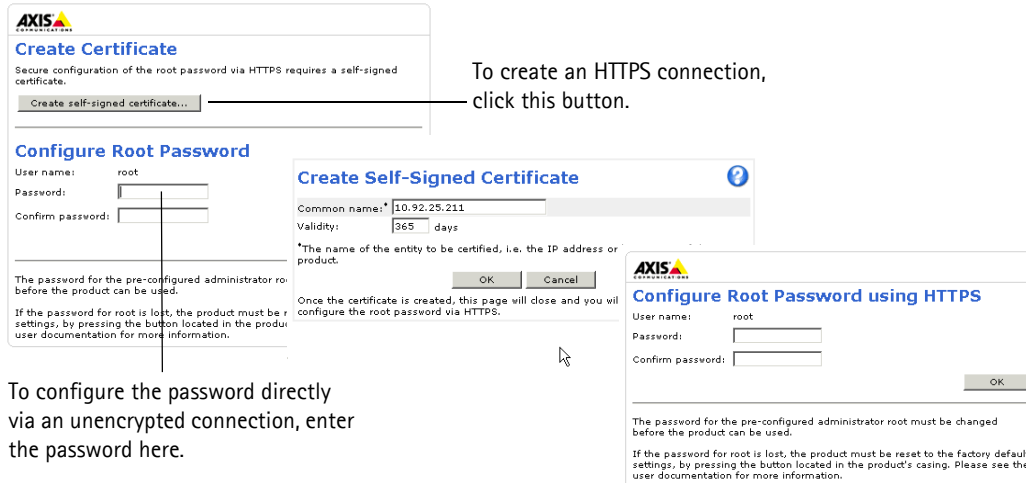 AXIS
COMMUNICATIONS
Create Certificate
Secure configuration of the root password via HTTPS requires a self-signed
certificate.
Create self-signed certificate...
To create an HTTPS connection,
click this button.
Configure Root Password
User name: root
Password:
Confirm password:
The password for the pre-configured administrator ro
before the product can be used.
If the password for root is lost, the product must be r
settings, by pressing the button located in the produc
user documentation for more information.
To configure the password directly
via an unencrypted connection, enter
the password here.
Create Self-Signed Certificate
?
Common name:* 10.92.25.211
Validity: 365 days
*The name of the entity to be certified, i.e. the IP address or
product.
OK Cancel
Once the certificate is created, this page will close and you wil
configure the root password via HTTPS.
AXIS
COMMUNICATIONS
Configure Root Password using HTTPS
User name: root
Password:
Confirm password:
OK
The password for the pre-configured administrator root must be changed
before the product can be used.
If the password for root is lost, the product must be reset to the factory default
settings, by pressing the button located in the product's casing. Please see the
user documentation for more information.